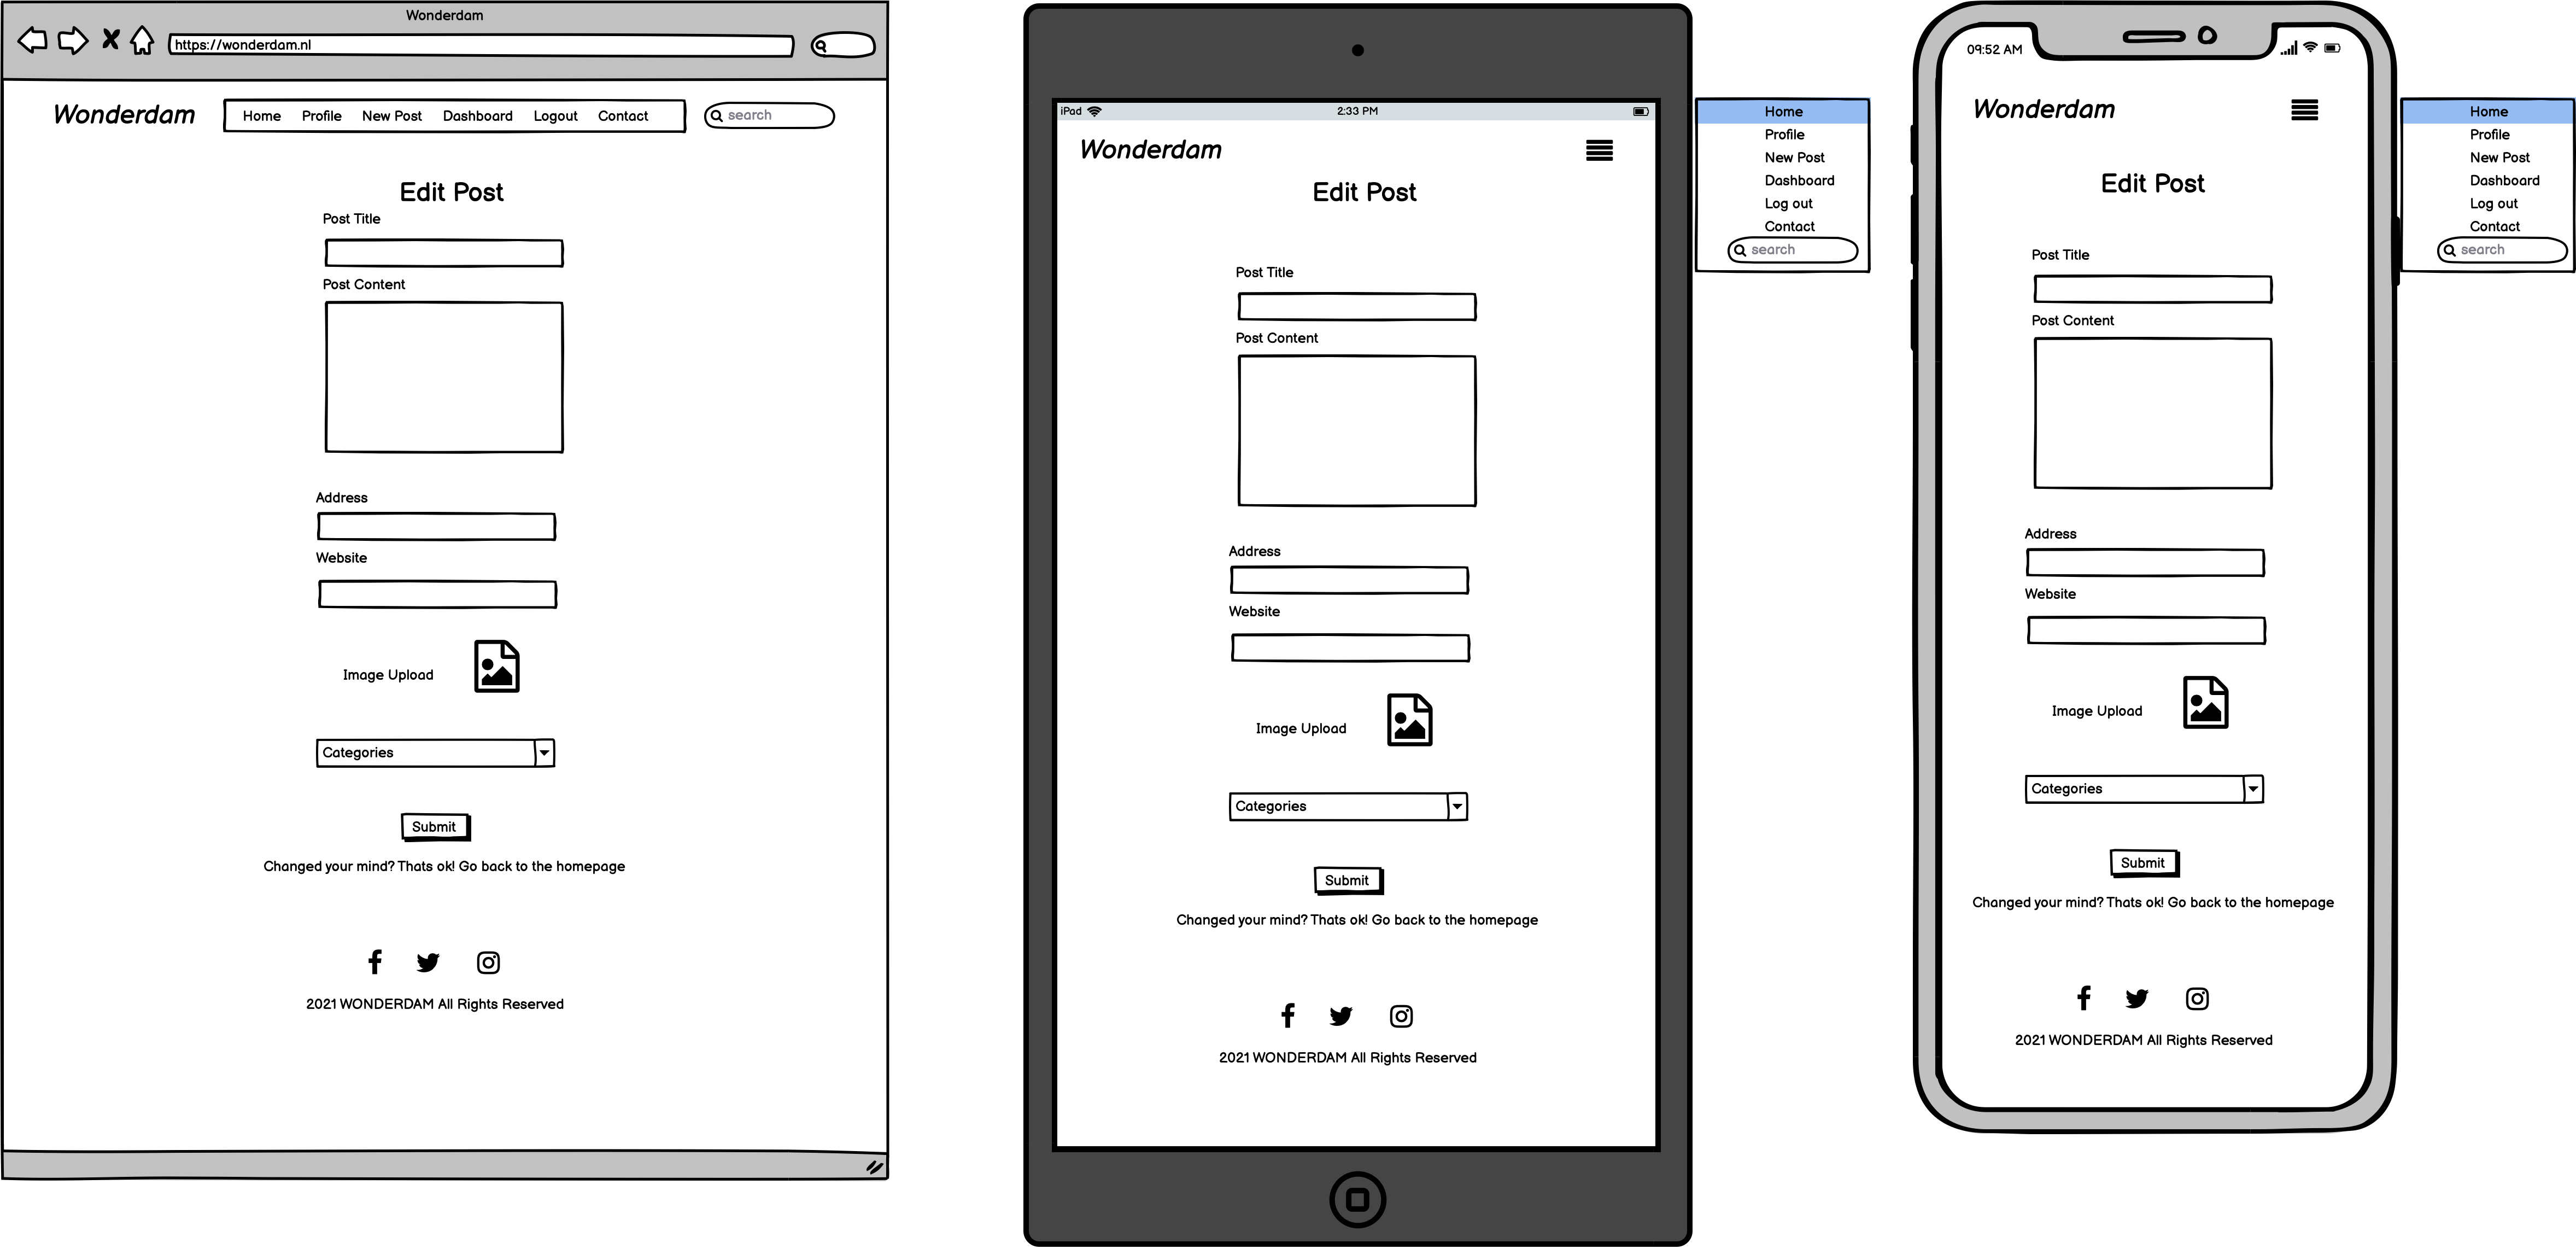 Wonderdam
https://wonderdam.nl
Wonderdam Home Profile New Post Dashboard Logout Contact search
Edit Post
Post Title
Post Content
Address
Website
Image Upload
Categories
Submit
Changed your mind? Thats ok! Go back to the homepage
2021 WONDERDAM All Rights Reserved
iPad 2:33 PM
Wonderdam
Edit Post
Post Title
Post Content
Address
Website
Image Upload
Categories
Submit
Changed your mind? Thats ok! Go back to the homepage
2021 WONDERDAM All Rights Reserved
Home
Profile
New Post
Dashboard
Log out
Contact
search
09:52 AM
Wonderdam
Edit Post
Post Title
Post Content
Address
Website
Image Upload
Categories
Submit
Changed your mind? Thats ok! Go back to the homepage
2021 WONDERDAM All Rights Reserved
Home
Profile
New Post
Dashboard
Log out
Contact
search